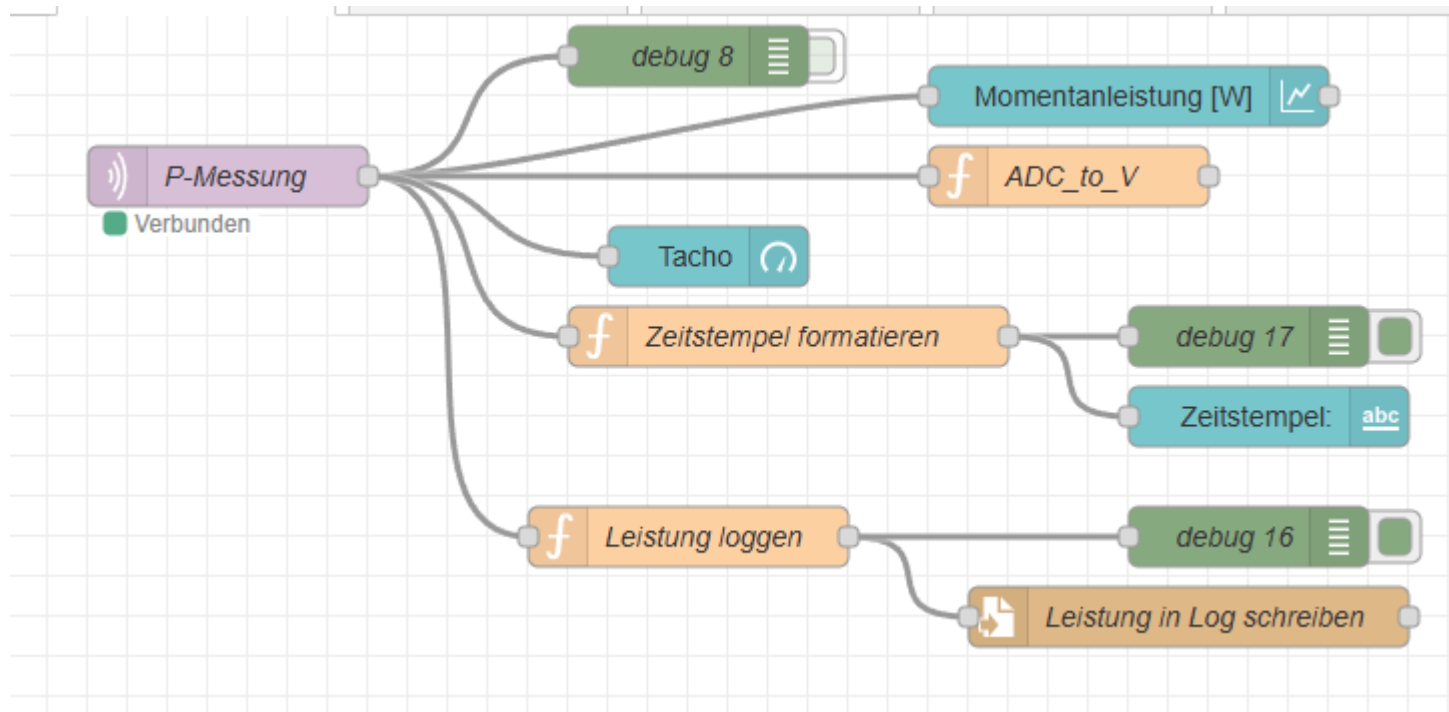 debug 8
Momentanleistung [W]
P-Messung
ADC_to_V
Verbunden
Tacho
Zeitstempel formatieren
debug 17
Zeitstempel:
abc
Leistung loggen
debug 16
Leistung in Log schreiben